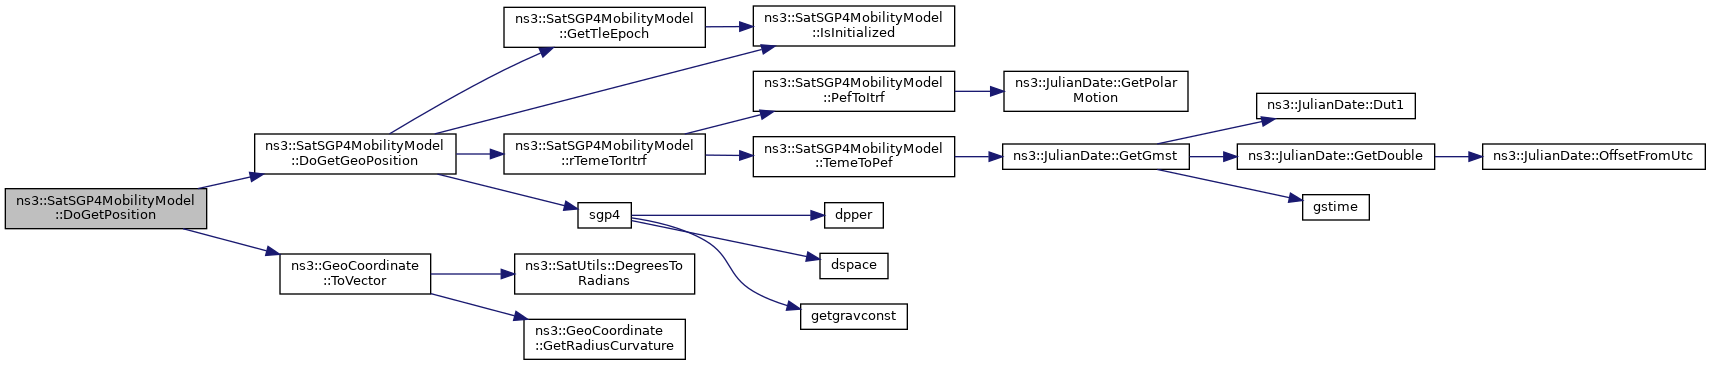 ns3::SatSGP4MobilityModel
::DoGetPosition
ns3::SatSGP4MobilityModel
::DoGetGeoPosition
ns3::GeoCoordinate
::ToVector
ns3::SatSGP4MobilityModel
::GetTleEpoch
ns3::SatSGP4MobilityModel
::rTemeTorItrf
sgp4
ns3::SatUtils::DegreesTo
Radians
ns3::GeoCoordinate
::GetRadiusCurvature
ns3::SatSGP4MobilityModel
::IsInitialized
ns3::SatSGP4MobilityModel
::PefToItrf
ns3::SatSGP4MobilityModel
::TemeToPef
dpper
dspace
getgravconst
ns3::JulianDate::GetPolar
Motion
ns3::JulianDate::GetGmst
ns3::JulianDate::Dut1
ns3::JulianDate::GetDouble
gstime
ns3::JulianDate::OffsetFromUtc